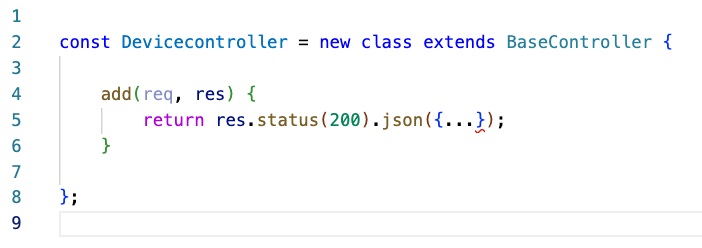 1
2 const Devicecontroller = new class extends BaseController {
3
4 add(req, res) {
5 return res.status(200).json({...});
6 }
7
8 };
9